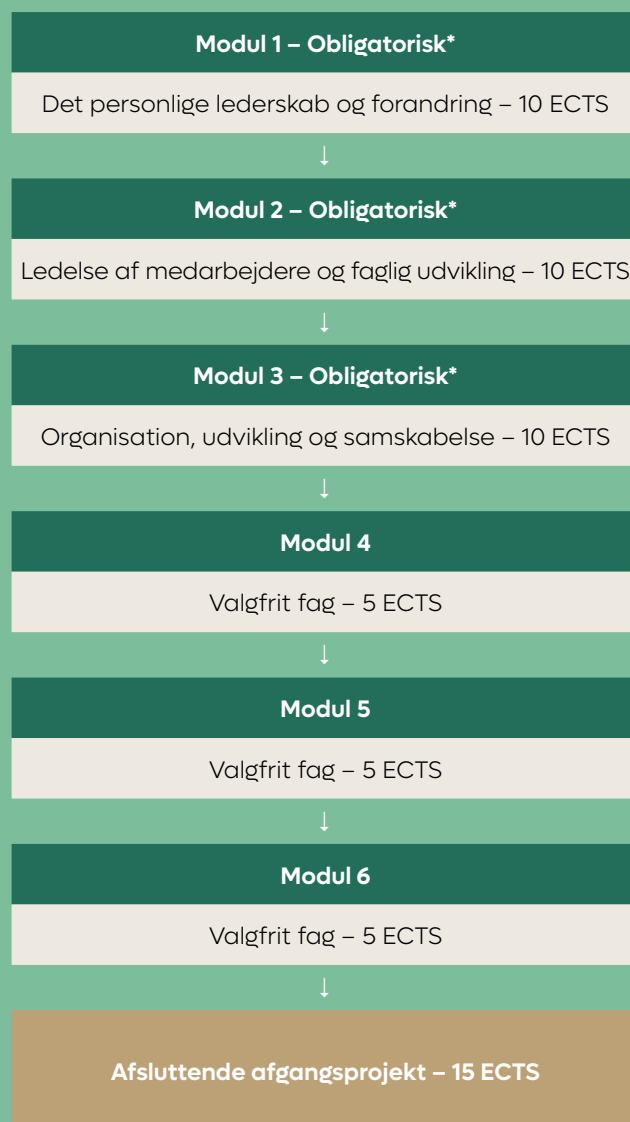 Modul 1 – Obligatorisk*
Det personlige lederskab og forandring – 10 ECTS
↓
Modul 2 – Obligatorisk*
Ledelse af medarbejdere og faglig udvikling – 10 ECTS
↓
Modul 3 – Obligatorisk*
Organisation, udvikling og samskabelse – 10 ECTS
↓
Modul 4
Valgfrit fag – 5 ECTS
↓
Modul 5
Valgfrit fag – 5 ECTS
↓
Modul 6
Valgfrit fag – 5 ECTS
↓
Afsluttende afgangsprojekt – 15 ECTS